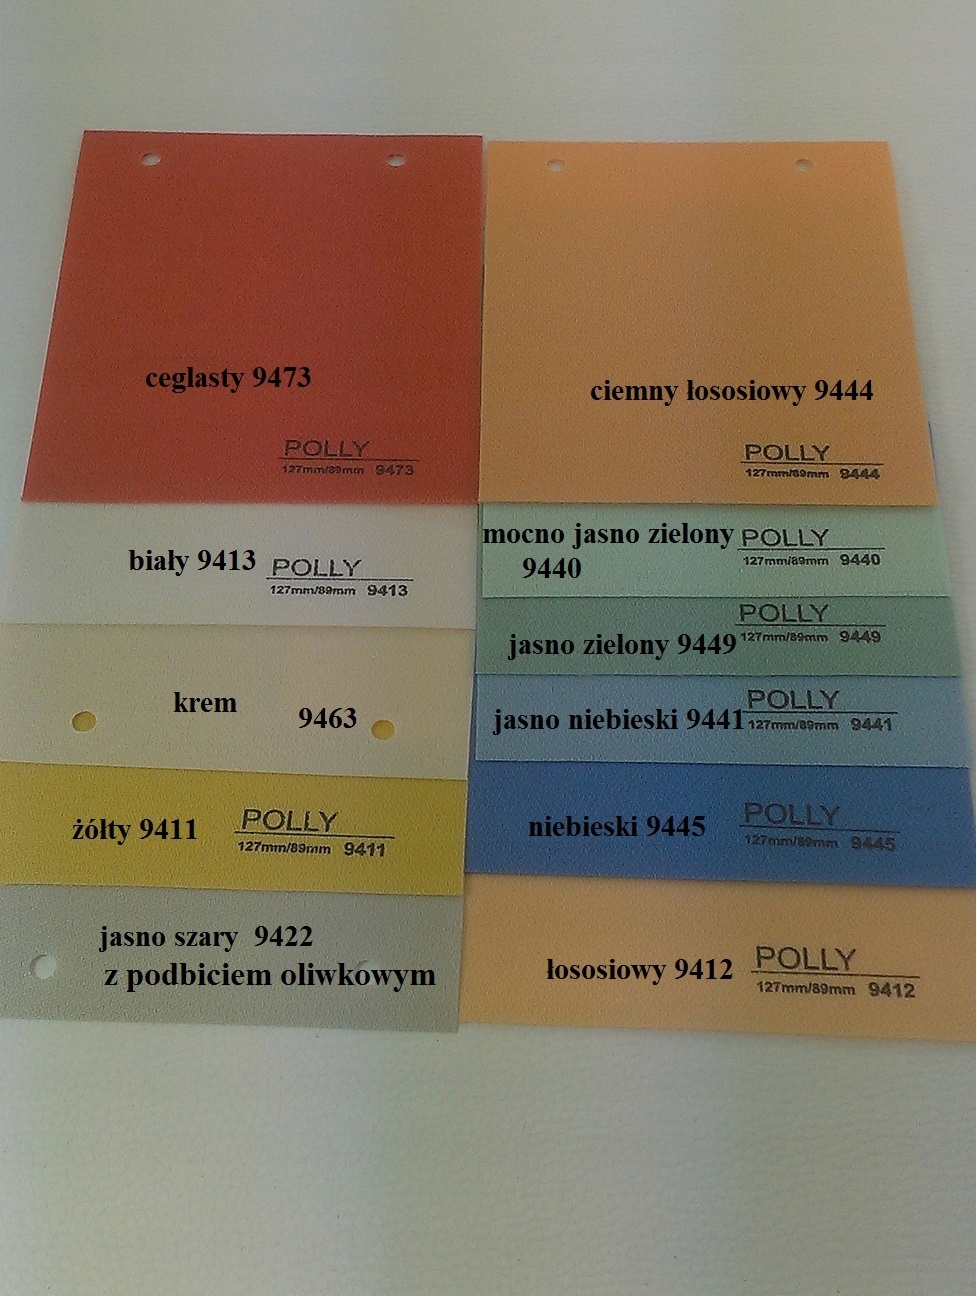 ceglasty 9473
POLLY
127mm/89mm 9473
biały 9413
POLLY
127mm/89mm 9413
krem
9463
żółty 9411
POLLY
127mm/89mm 9411
jasno szary 9422
z podbiciem oliwkowym
ciemny łososiowy 9444
POLLY
127mm/89mm 9444
mocno jasno zielony
9440
POLLY
127mm/89mm 9440
jasno zielony 9449
POLLY
127mm/89mm 9449
jasno niebieski 9441
POLLY
127mm/89mm 9441
niebieski 9445
POLLY
127mm/89mm 9445
łososiowy 9412
POLLY
127mm/89mm 9412